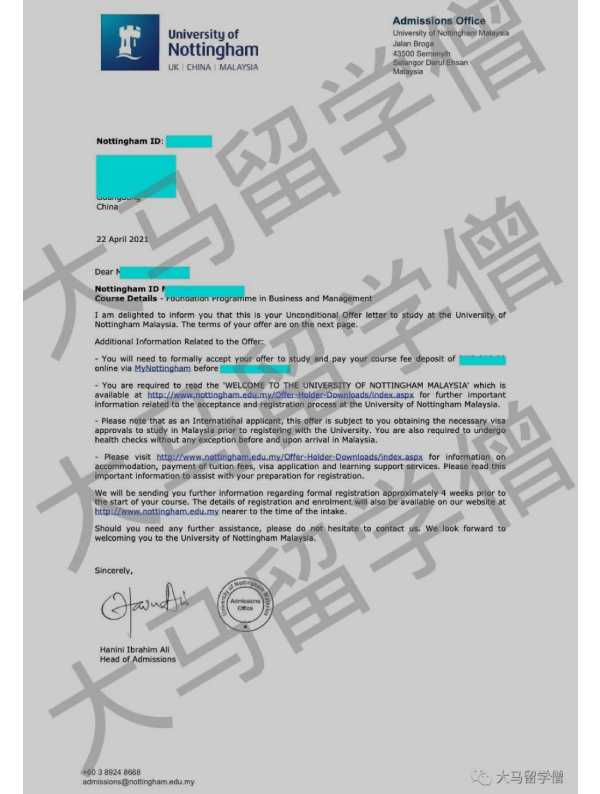 University of
Nottingham
UK | CHINA | MALAYSIA
Admissions Office
University of Nottingham Malaysia
Jalan Broga
43500 Semenyih
Selangor Darul Ehsan
Malaysia
Nottingham ID:
Guangdong
China
22 April 2021
Dear M
Nottingham ID
Course Details - Foundation Programme in Business and Management
I am delighted to inform you that this is your Unconditional Offer letter to study at the University of
Nottingham Malaysia. The terms of your offer are on the next page.
Additional Information Related to the Offer:
- You will need to formally accept your offer to study and pay your course fee deposit of
online via MyNottingham before
- You are required to read the 'WELCOME TO THE UNIVERSITY OF NOTTINGHAM MALAYSIA' which is
available at http://www.nottingham.edu.my/Offer-Holder-Downloads/index.aspx for further important
information related to the acceptance and registration process at the University of Nottingham Malaysia.
- Please note that as an International applicant, this offer is subject to you obtaining the necessary visa
approvals to study in Malaysia prior to registering with the University. You are also required to undergo
health checks without any exception before and upon arrival in Malaysia.
- Please visit http://www.nottingham.edu.my/Offer-Holder-Downloads/index.aspx for information on
accommodation, payment of tuition fees, visa application and learning support services. Please read this
important information to assist with your preparation for registration.
We will be sending you further information regarding formal registration approximately 4 weeks prior to
the start of your course. The details of registration and enrolment will also be available on our website at
http://www.nottingham.edu.my nearer to the time of the intake.
Should you need any further assistance, please do not hesitate to contact us. We look forward to
welcoming you to the University of Nottingham Malaysia.
Sincerely,
University of Nottingham Malaysia
Admissions
Office
Hanini Ibrahim Ali
Head of Admissions
+60 3 8924 8668
admissions@nottingham.edu.my
大马留学僧
大马留学僧
大马留学僧
大马留学僧